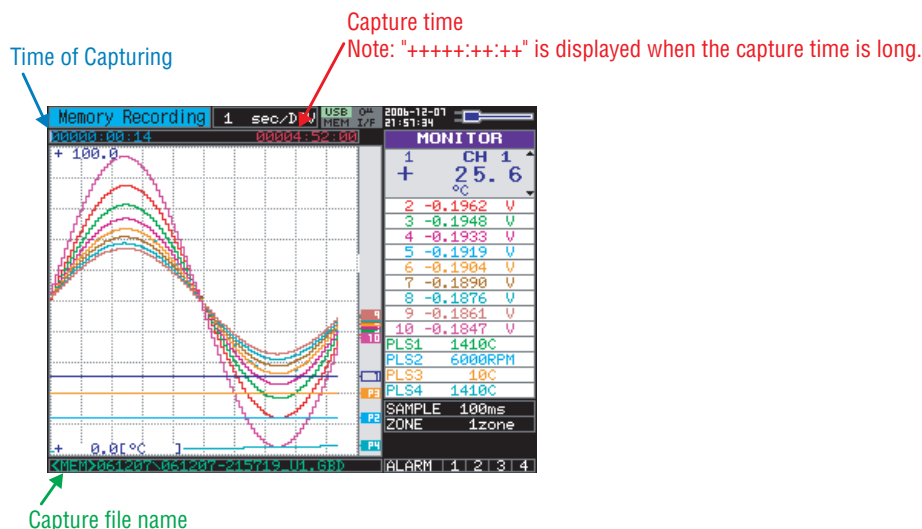 Capture time
Note: "+++++:++:++" is displayed when the capture time is long.
Time of Capturing
Memory Recording 1 sec/DIV USB MEM I/F 2006-12-07 21:57:34
00000:00:14 00004:52:00
MONITOR
+ 100.0
1 CH 1
+ 25.6
°C
2 -0.1962 V
3 -0.1948 V
4 -0.1933 V
5 -0.1919 V
6 -0.1904 V
7 -0.1890 V
8 -0.1876 V
9 -0.1861 V
10 -0.1847 V
PLS1 1410C
PLS2 6000RPM
PLS3 10C
PLS4 1410C
9
10
1
P3
P2
P4
SAMPLE 100ms
ZONE 1zone
+ 0.0[°C ]
<MEM>061207\061207-215719_U1.GBD
ALARM 1 2 3 4
Capture file name